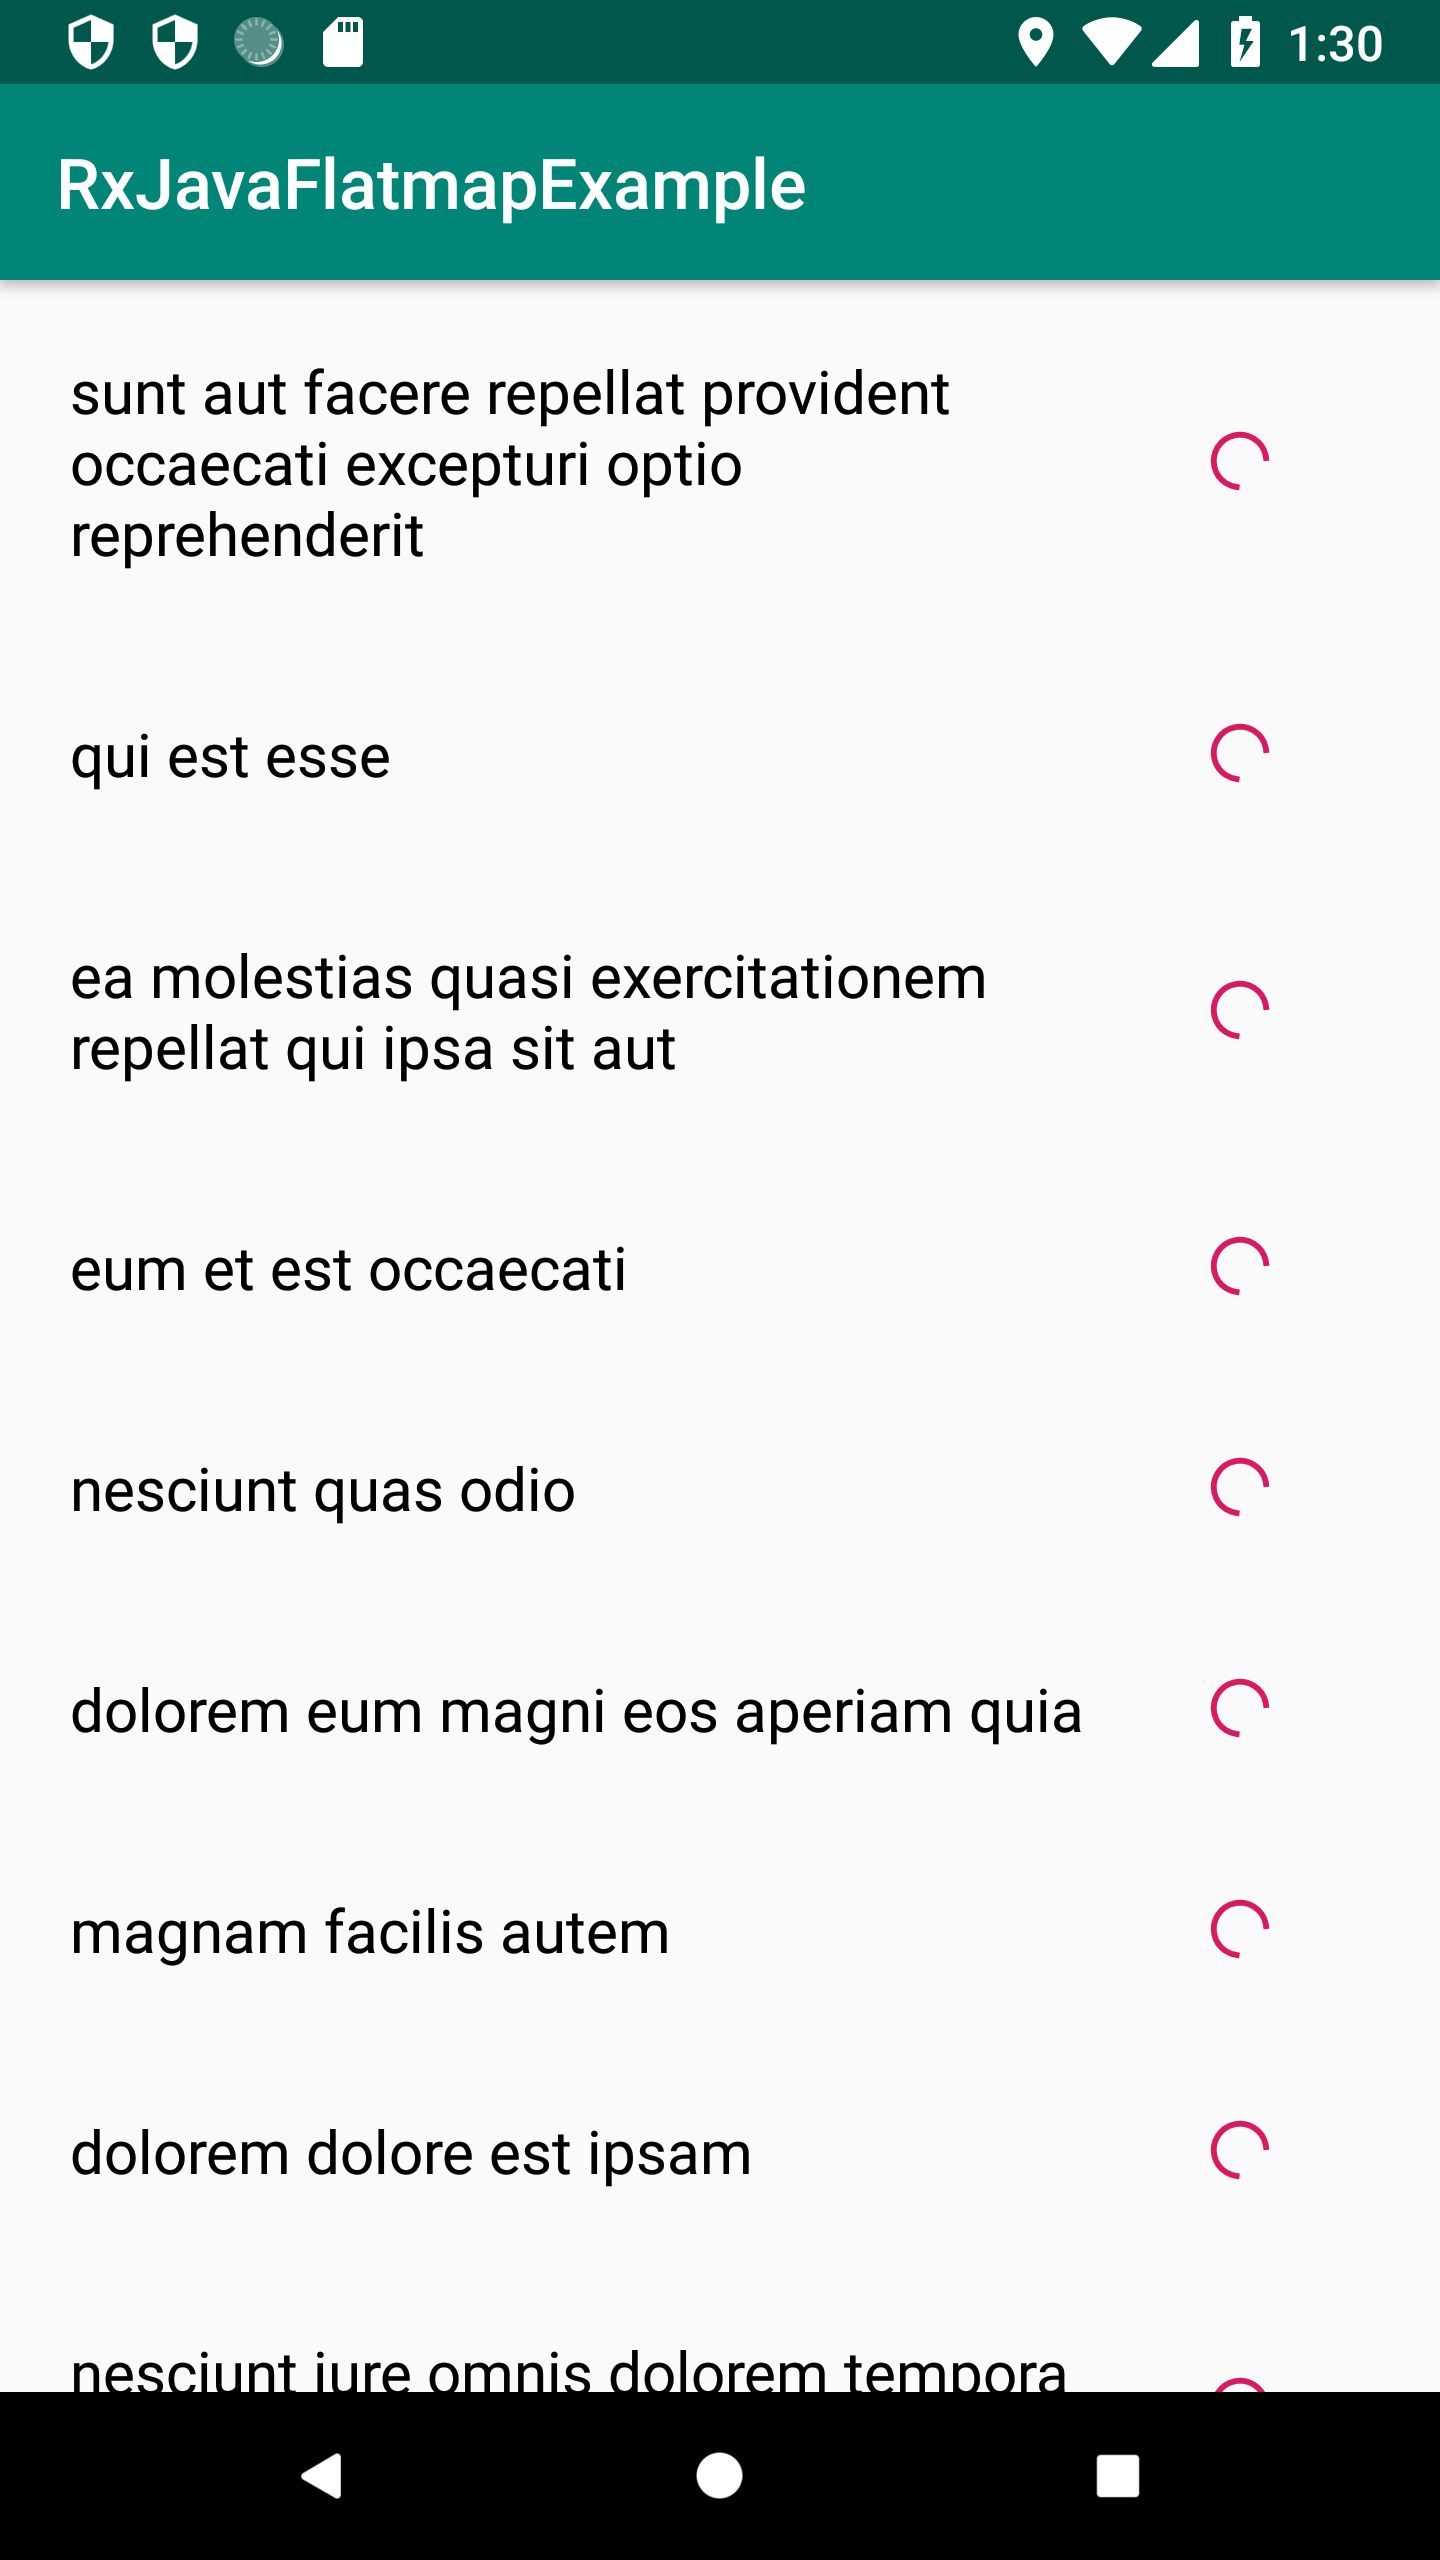 1:30
RxJavaFlatmapExample
sunt aut facere repellat provident
occaecati excepturi optio
reprehenderit
qui est esse
ea molestias quasi exercitationem
repellat qui ipsa sit aut
eum et est occaecati
nesciunt quas odio
dolorem eum magni eos aperiam quia
magnam facilis autem
dolorem dolore est ipsam
nesciunt iure omnis dolorem tempora